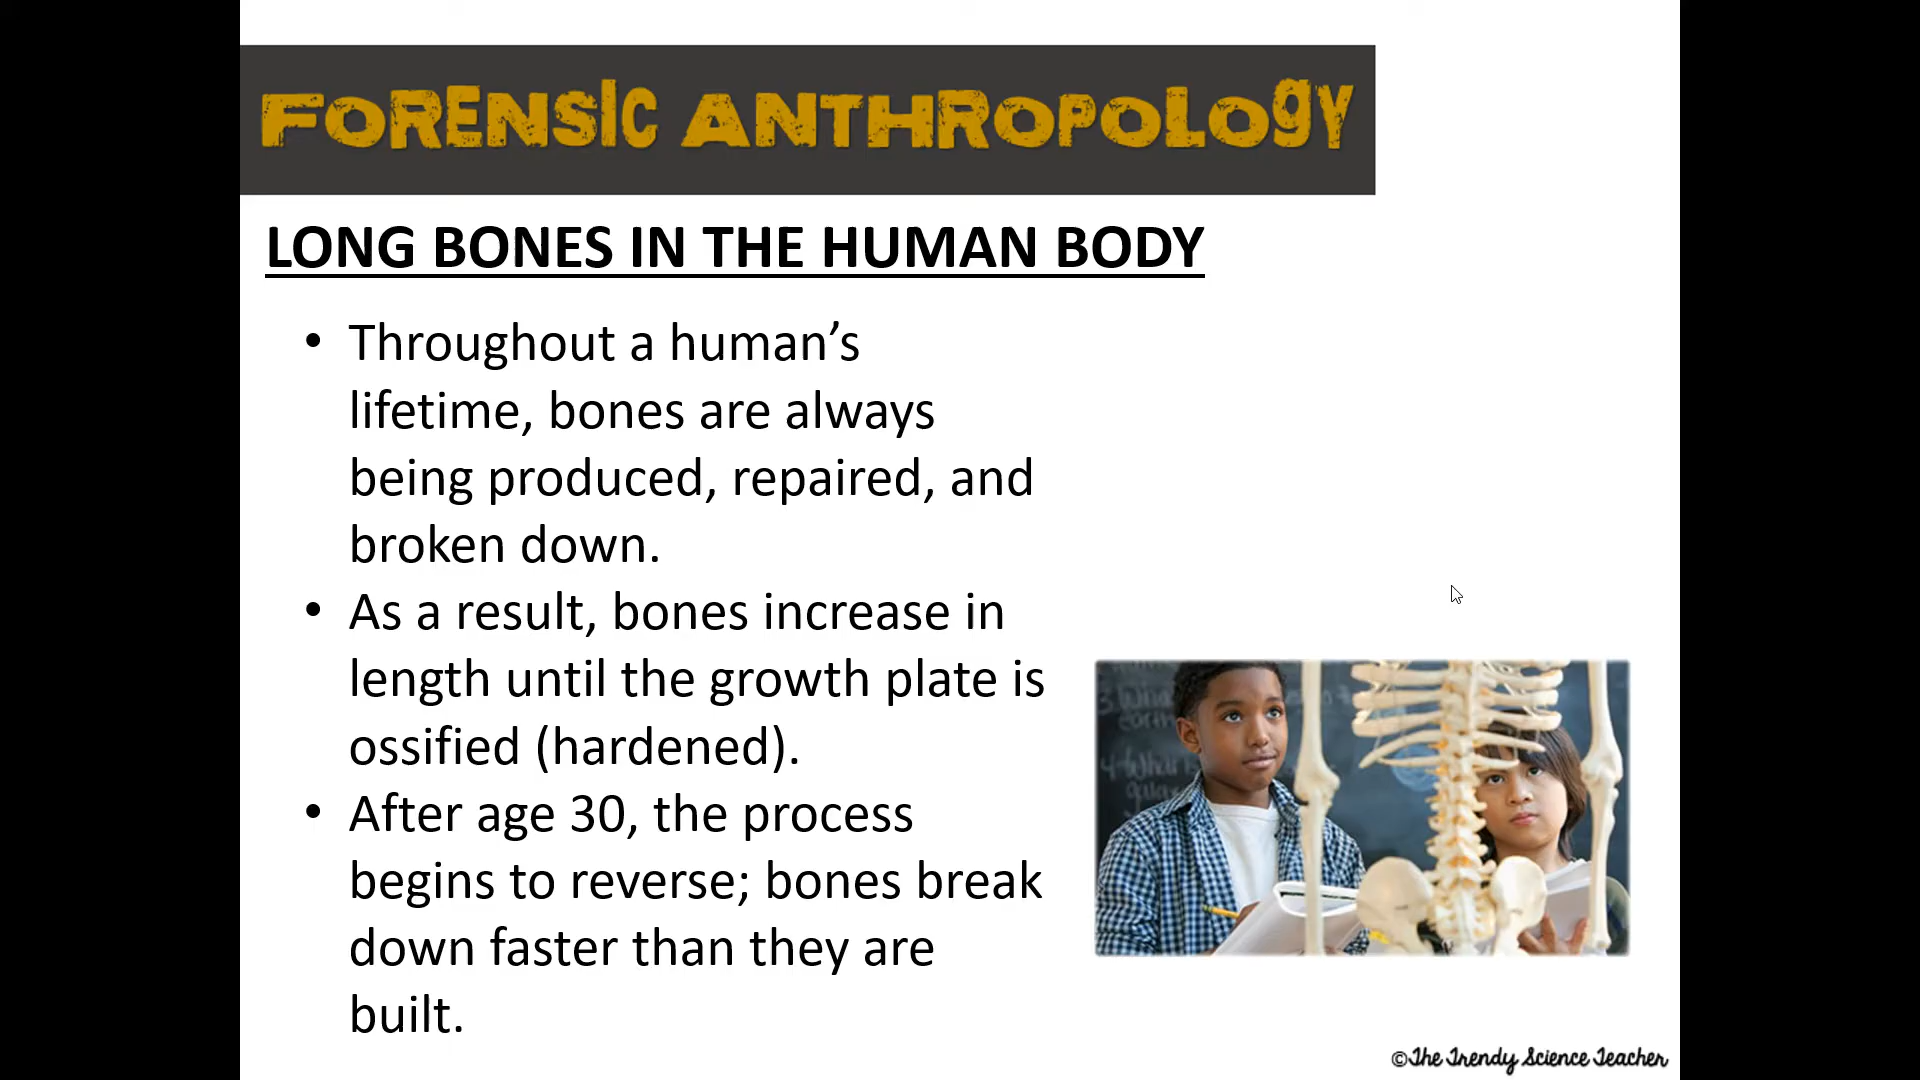 FORENSIC ANTHROPOLOGY
LONG BONES IN THE HUMAN BODY
• Throughout a human’s
lifetime, bones are always
being produced, repaired, and
broken down.
• As a result, bones increase in
length until the growth plate is
ossified (hardened).
• After age 30, the process
begins to reverse; bones break
down faster than they are
built.
©The Trendy Science Teacher